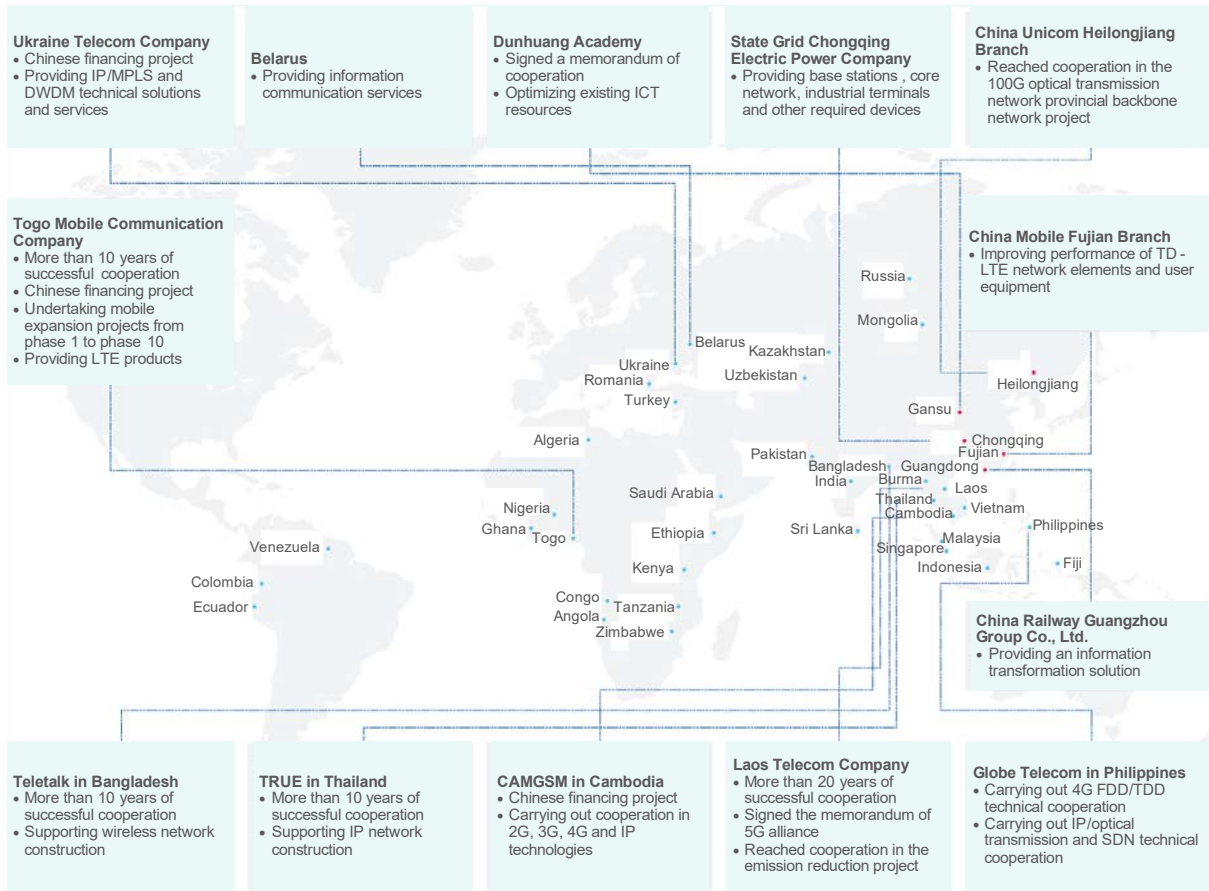 Ukraine Telecom Company
• Chinese financing project
• Providing IP/MPLS and
DWDM technical solutions
and services
Belarus
• Providing information
communication services
Dunhuang Academy
• Signed a memorandum of
cooperation
• Optimizing existing ICT
resources
State Grid Chongqing
Electric Power Company
• Providing base stations , core
network, industrial terminals
and other required devices
China Unicom Heilongjiang
Branch
• Reached cooperation in the
100G optical transmission
network provincial backbone
network project
Togo Mobile Communication
Company
• More than 10 years of
successful cooperation
• Chinese financing project
• Undertaking mobile
expansion projects from
phase 1 to phase 10
• Providing LTE products
China Mobile Fujian Branch
• Improving performance of TD -
LTE network elements and user
equipment
Russia
Mongolia
Belarus
Kazakhstan
Ukraine
Uzbekistan
Romania
Heilongjiang
Turkey
Gansu
Algeria
Chongqing
Fujian
Pakistan
Bangladesh
Guangdong
India
Burma
Laos
Saudi Arabia
Thailand
Vietnam
Cambodia
Nigeria
Ghana
Togo
Ethiopia
Sri Lanka
Philippines
Malaysia
Venezuela
Singapore
Kenya
Indonesia
Fiji
Colombia
Ecuador
Congo
Tanzania
Angola
Zimbabwe
China Railway Guangzhou
Group Co., Ltd.
• Providing an information
transformation solution
Teletalk in Bangladesh
• More than 10 years of
successful cooperation
• Supporting wireless network
construction
TRUE in Thailand
• More than 10 years of
successful cooperation
• Supporting IP network
construction
CAMGSM in Cambodia
• Chinese financing project
• Carrying out cooperation in
2G, 3G, 4G and IP
technologies
Laos Telecom Company
• More than 20 years of
successful cooperation
• Signed the memorandum of
5G alliance
• Reached cooperation in the
emission reduction project
Globe Telecom in Philippines
• Carrying out 4G FDD/TDD
technical cooperation
• Carrying out IP/optical
transmission and SDN technical
cooperation